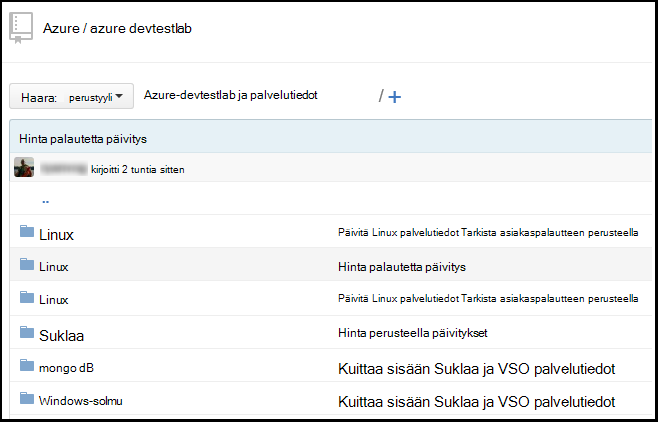 Azure / azure devtestlab
Haara: perustyyli Azure-devtestlab ja palvelutiedot / +
Hinta palautetta päivitys
kirjoitti 2 tuntia sitten
..
Linux Päivitä Linux palvelutiedot Tarkista asiakaspalautteen perusteella
Linux Hinta palautetta päivitys
Linux Päivitä Linux palvelutiedot Tarkista asiakaspalautteen perusteella
Suklaa Hinta perusteella päivitykset
mongo dB Kuittaa sisään Suklaa ja VSO palvelutiedot
Windows-solmu Kuittaa sisään Suklaa ja VSO palvelutiedot